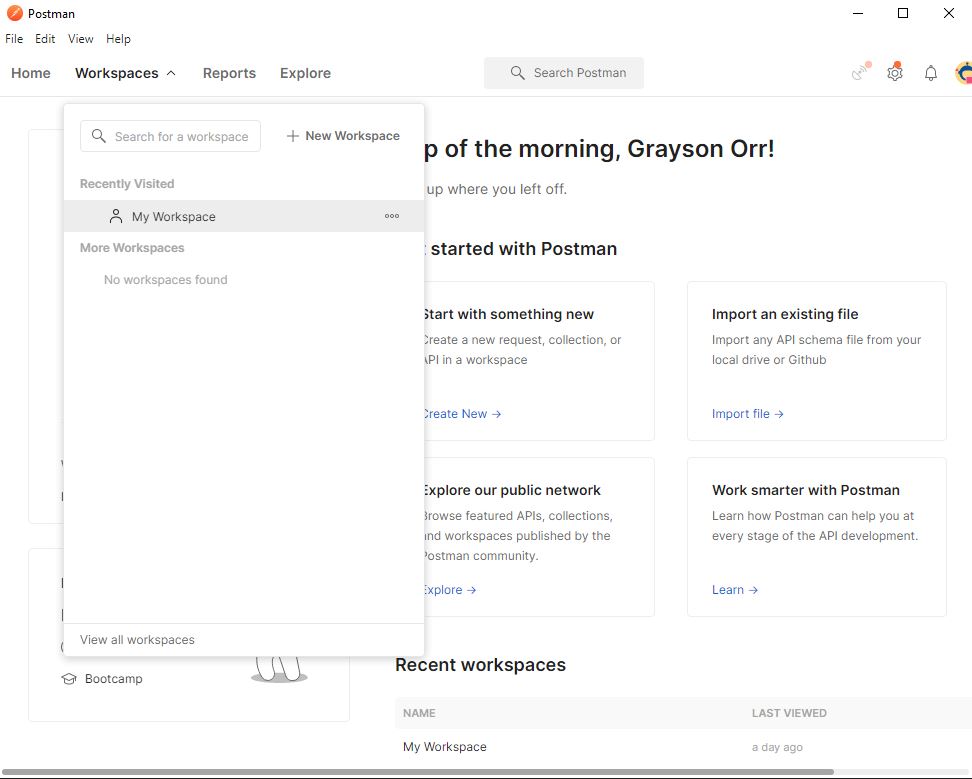 Postman
File Edit View Help
Home Workspaces Reports Explore Search Postman
Search for a workspace New Workspace
Recently Visited
My Workspace
More Workspaces
No workspaces found
View all workspaces
Bootcamp
p of the morning, Grayson Orr!
up where you left off.
started with Postman
Start with something new
Create a new request, collection, or
API in a workspace
Create New →
Import an existing file
Import any API schema file from your
local drive or Github
Import file →
Explore our public network
Browse featured APIs, collections,
and workspaces published by the
Postman community.
Explore →
Work smarter with Postman
Learn how Postman can help you at
every stage of the API development.
Learn →
Recent workspaces
NAME LAST VIEWED
My Workspace a day ago